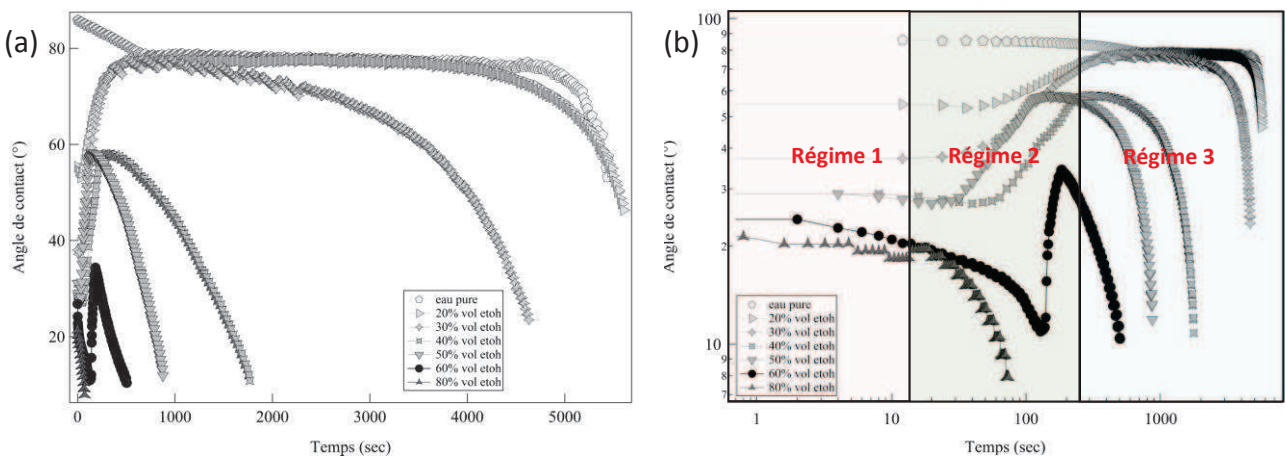 (a)
80
60
40
20
Angle de contact (°)
0
1000
2000
3000
4000
5000
Temps (sec)
eau pure
20% vol etoh
30% vol etoh
40% vol etoh
50% vol etoh
60% vol etoh
80% vol etoh
(b)
100
9
8
7
6
5
4
3
2
10
9
8
7
Angle de contact (°)
Régime 1
Régime 2
Régime 3
eau pure
20% vol etoh
30% vol etoh
40% vol etoh
50% vol etoh
60% vol etoh
80% vol etoh
1
10
100
1000
Temps (sec)